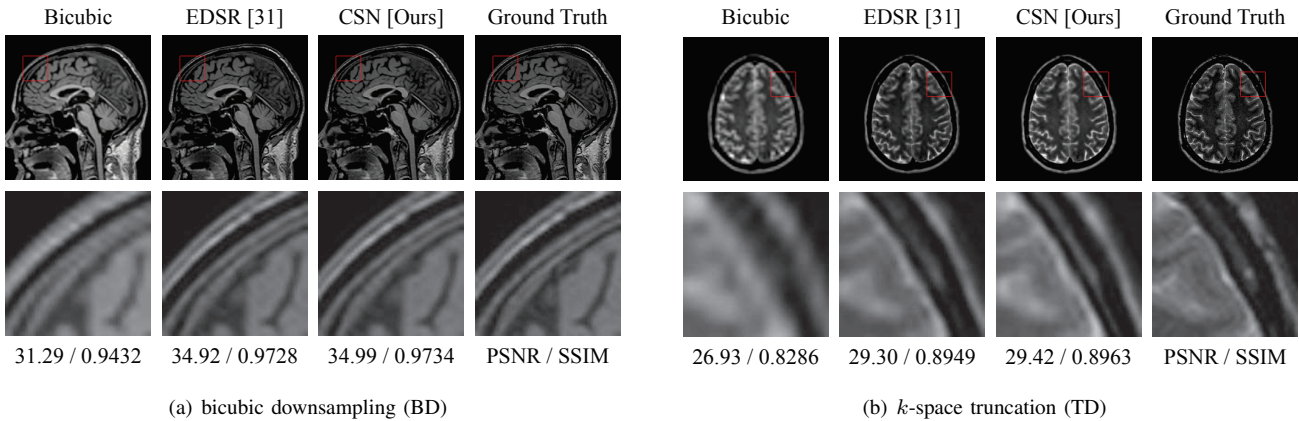 Bicubic EDSR [31] CSN [Ours] Ground Truth
31.29 / 0.9432 34.92 / 0.9728 34.99 / 0.9734 PSNR / SSIM
(a) bicubic downsampling (BD)
Bicubic EDSR [31] CSN [Ours] Ground Truth
26.93 / 0.8286 29.30 / 0.8949 29.42 / 0.8963 PSNR / SSIM
(b) k-space truncation (TD)